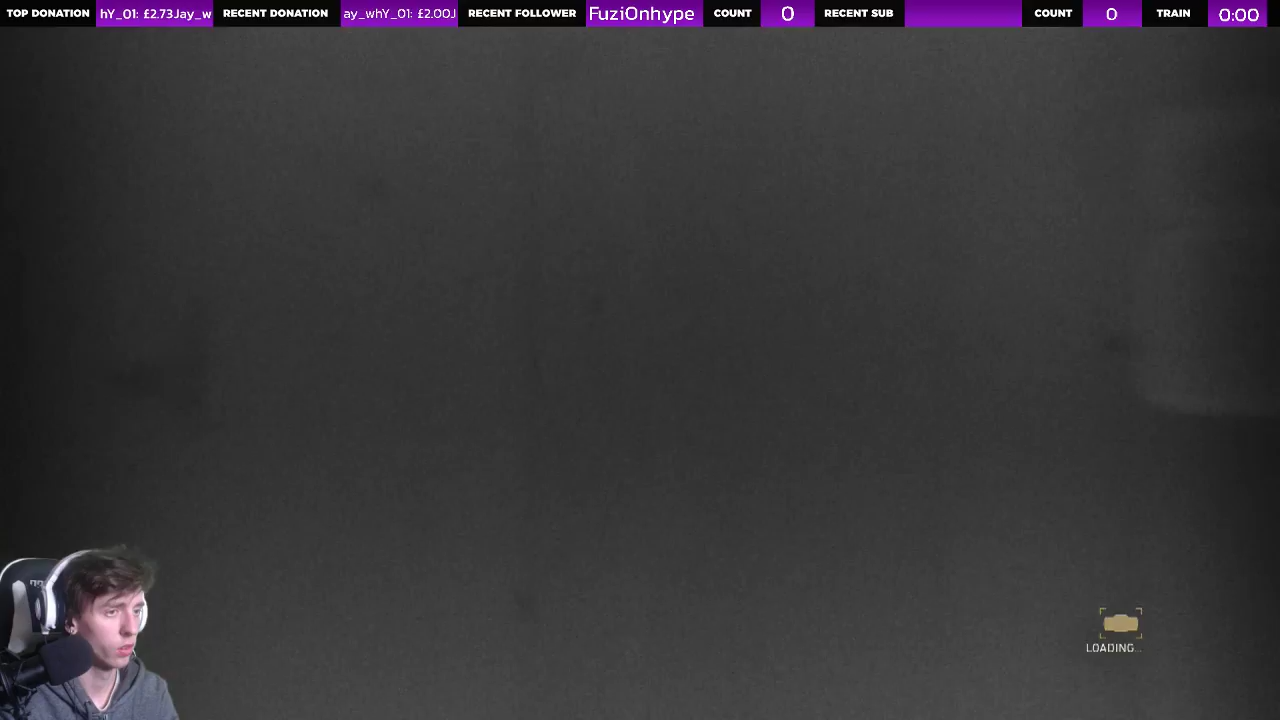 TOP DONATION hY_01: £2.73Jay_w RECENT DONATION ay_whY_01: £2.00J RECENT FOLLOWER FuziOnhype COUNT 0 RECENT SUB COUNT 0 TRAIN 0:00
LOADING...